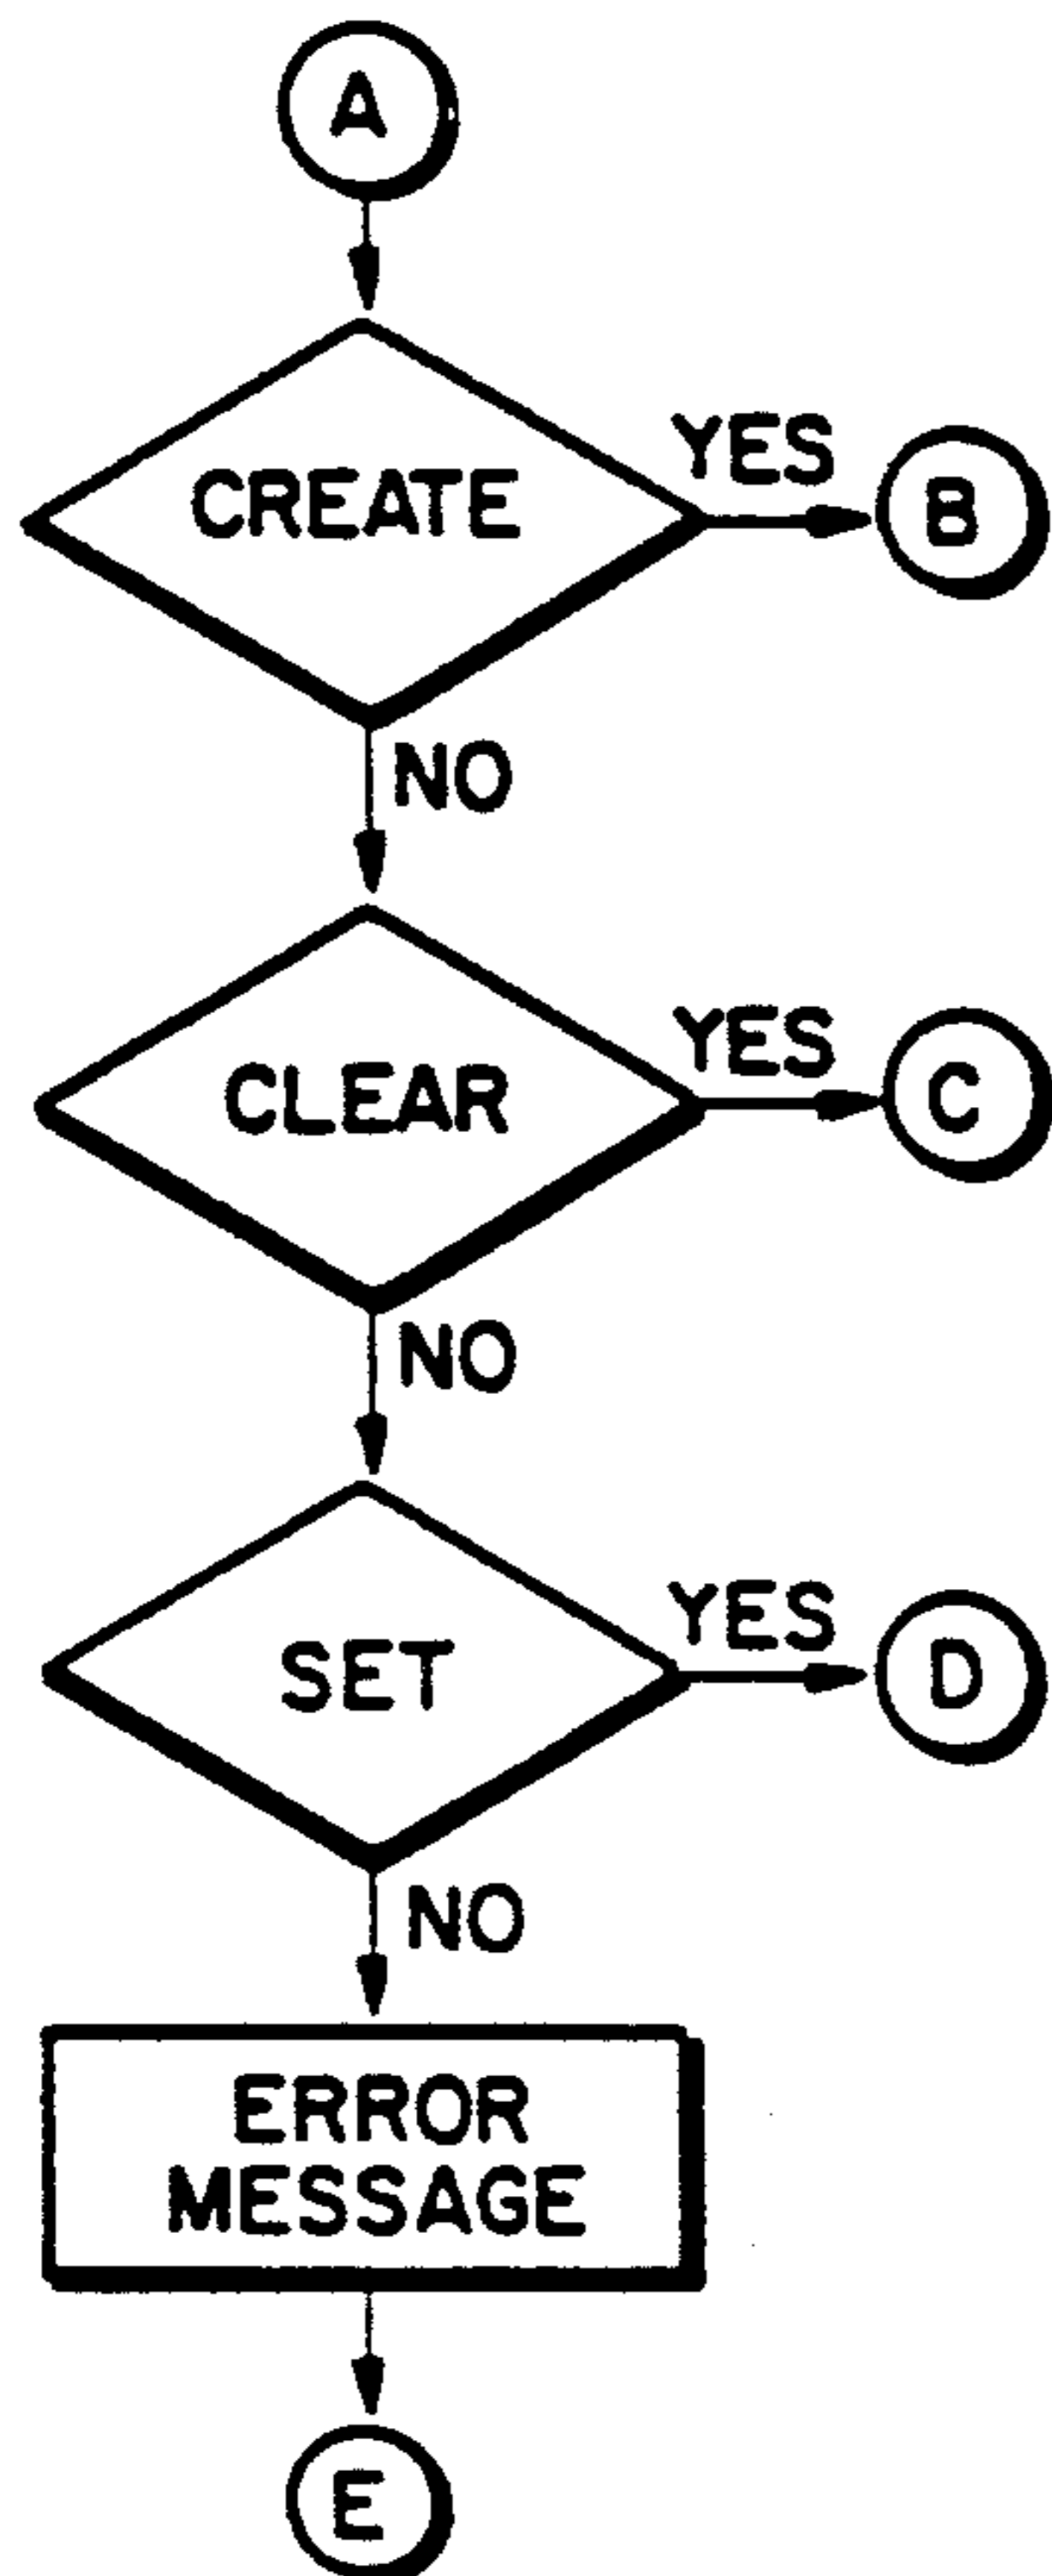 A
CREATE
YES
B
NO
CLEAR
YES
C
NO
SET
YES
D
NO
ERROR
MESSAGE
E